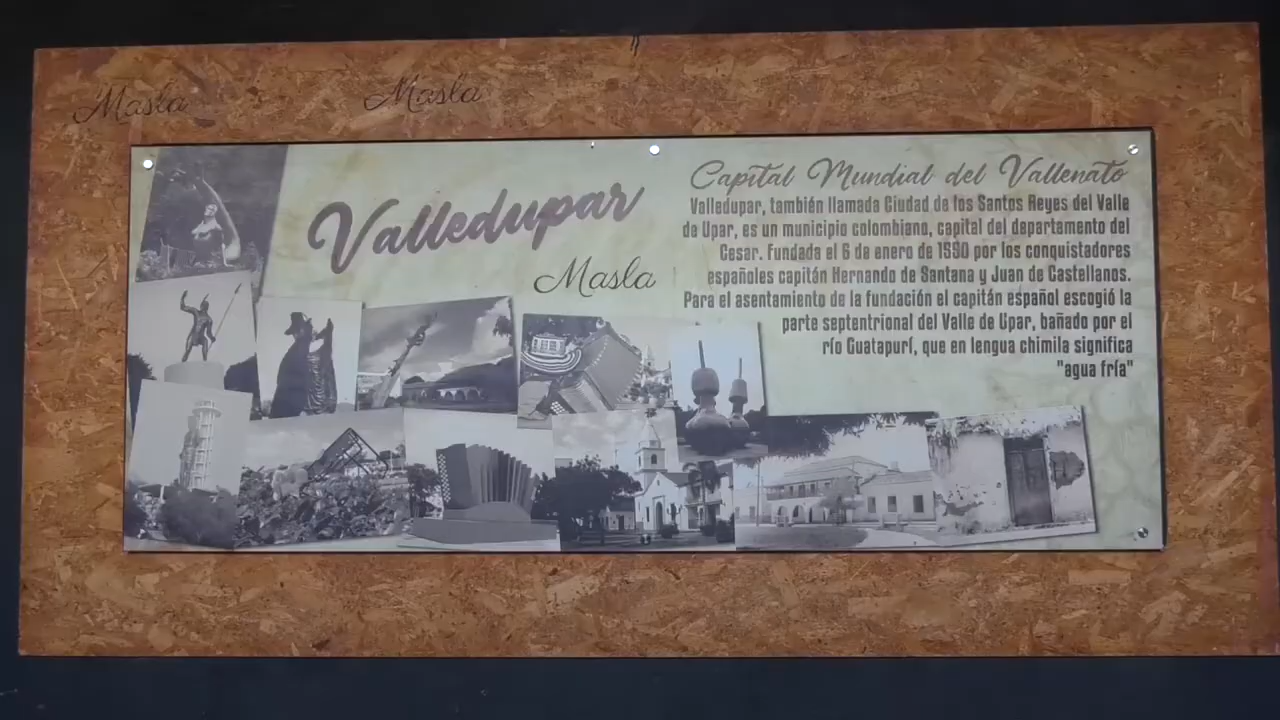 Masla
Masla
Valledupar
Masla
Capital Mundial del Vallenato
Valledupar, también llamada Ciudad de los Santos Reyes del Valle
de Upar, es un municipio colombiano, capital del departamento del
Cesar. Fundada el 6 de enero de 1550 por los conquistadores
españoles capitán Hernando de Santana y Juan de Castellanos.
Para el asentamiento de la fundación el capitán español escogió la
parte septentrional del Valle de Upar, bañado por el
río Guatapurí, que en lengua chimila significa
"agua fría"